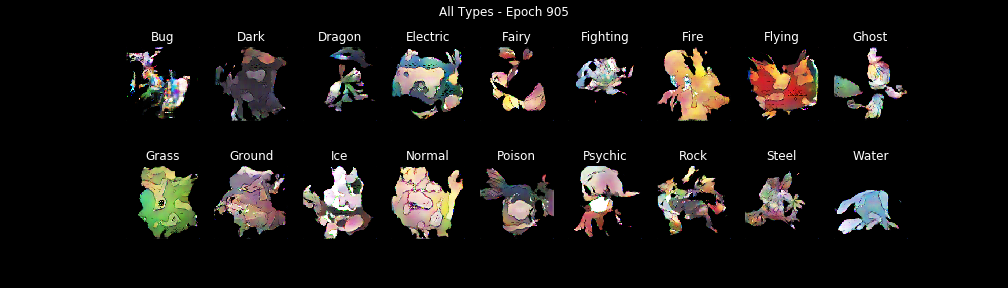 All Types - Epoch 905
Bug Dark Dragon Electric Fairy Fighting Fire Flying Ghost
Grass Ground Ice Normal Poison Psychic Rock Steel Water